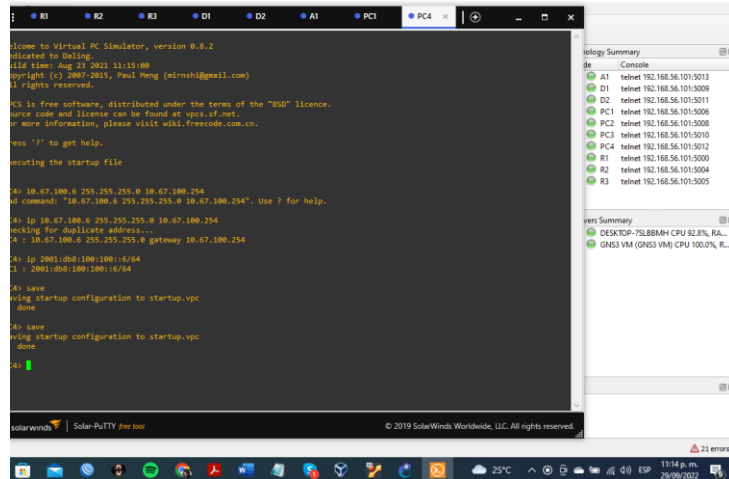 R1 R2 R3 D1 D2 A1 PC1 PC4
elcome to Virtual PC Simulator, version 0.8.2
edicated to Daling.
uild time: Aug 23 2021 11:15:00
opyright (c) 2007-2015, Paul Meng (mirnshi@gmail.com)
ll rights reserved.
PCS is free software, distributed under the terms of the "BSD" licence.
ource code and license can be found at vpcs.sf.net.
or more information, please visit wiki.freecode.com.cn.
ress '?' to get help.
xecuting the startup file
C4> 10.67.100.6 255.255.255.0 10.67.100.254
ad command: "10.67.100.6 255.255.255.0 10.67.100.254". Use ? for help.
C4> ip 10.67.100.6 255.255.255.0 10.67.100.254
hecking for duplicate address...
C4 : 10.67.100.6 255.255.255.0 gateway 10.67.100.254
C4> ip 2001:db8:100:100::6/64
C1 : 2001:db8:100:100::6/64
C4> save
aving startup configuration to startup.vpc
done
C4> save
aving startup configuration to startup.vpc
done
C4>
solarwinds | Solar-PuTTY free tool © 2019 SolarWinds Worldwide, LLC. All rights reserved.
ology Summary
de Console
A1 telnet 192.168.56.101:5013
D1 telnet 192.168.56.101:5009
D2 telnet 192.168.56.101:5011
PC1 telnet 192.168.56.101:5006
PC2 telnet 192.168.56.101:5008
PC3 telnet 192.168.56.101:5010
PC4 telnet 192.168.56.101:5012
R1 telnet 192.168.56.101:5000
R2 telnet 192.168.56.101:5004
R3 telnet 192.168.56.101:5005
vers Summary
DESKTOP-7SLBBMH CPU 92.8%, RA...
GNS3 VM (GNS3 VM) CPU 100.0%, R...
21 errors
25°C ESP 11:14 p. m.
29/09/2022